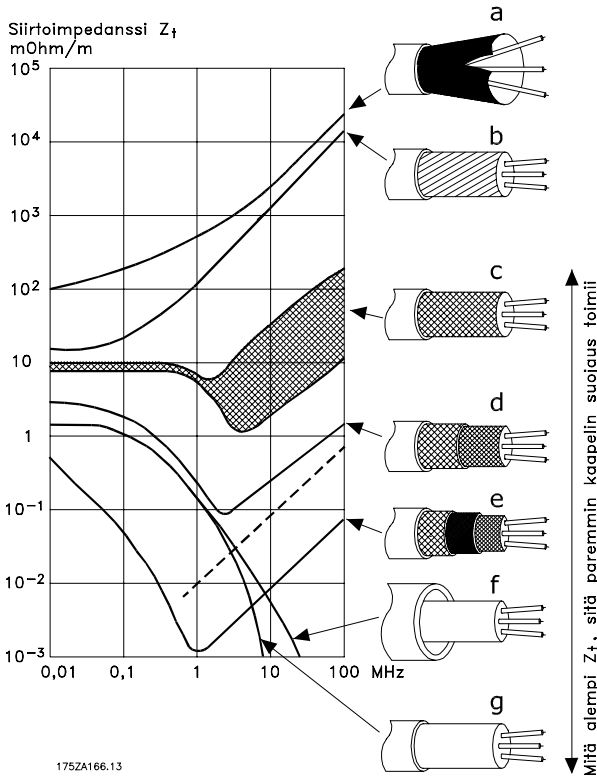 Siirtoimpedanssi Zt
mOhm/m
10⁵
10⁴
10³
10²
10
1
10⁻¹
10⁻²
10⁻³
0,01 0,1 1 10 100 MHz
a
b
c
d
e
f
g
Mitä alempi Zt, sitä paremmin kaapelin suojaus toimii
175ZA166.13